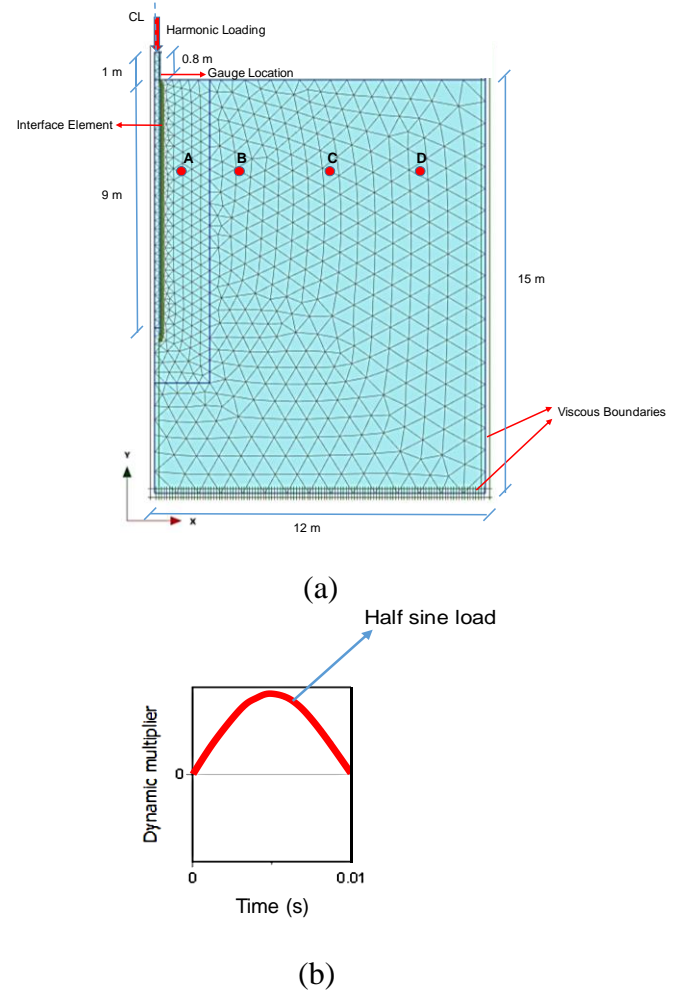 CL
Harmonic Loading
0.8 m
1 m
Gauge Location
Interface Element
A
B
C
D
9 m
15 m
Viscous Boundaries
Y
X
12 m
(a)
Half sine load
Dynamic multiplier
0
0
0.01
Time (s)
(b)